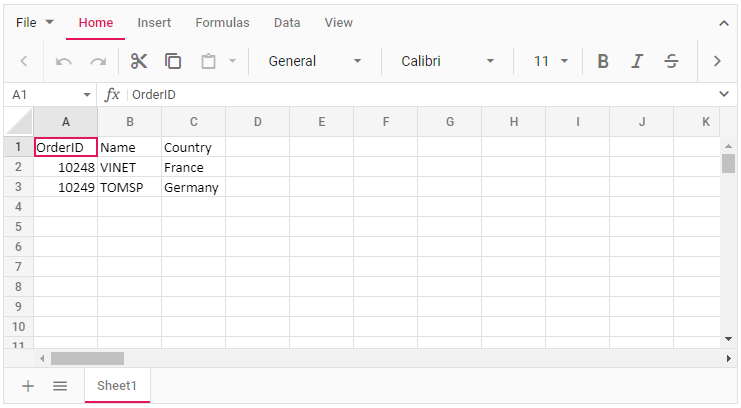 File Home Insert Formulas Data View
General Calibri 11 B I S
A1 fx OrderID
A B C D E F G H I J K
1 OrderID Name Country
2 10248 VINET France
3 10249 TOMSP Germany
4
5
6
7
8
9
10
11
Sheet1